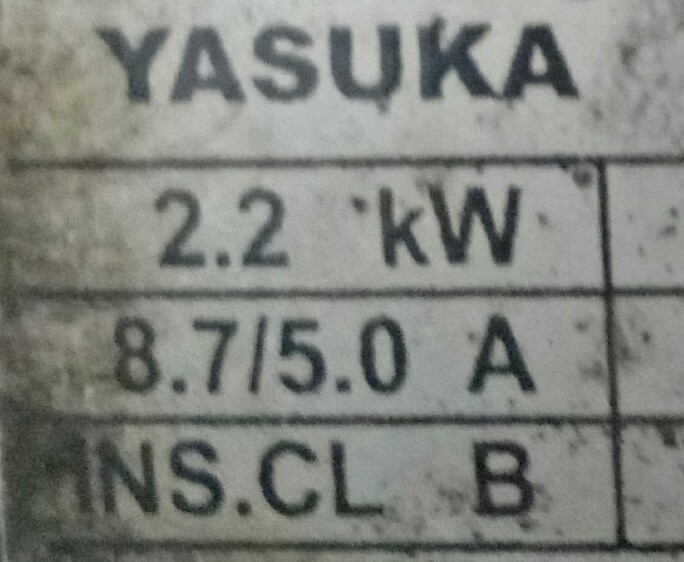 YASUKA
2.2 kW
8.7/5.0 A
INS.CL B